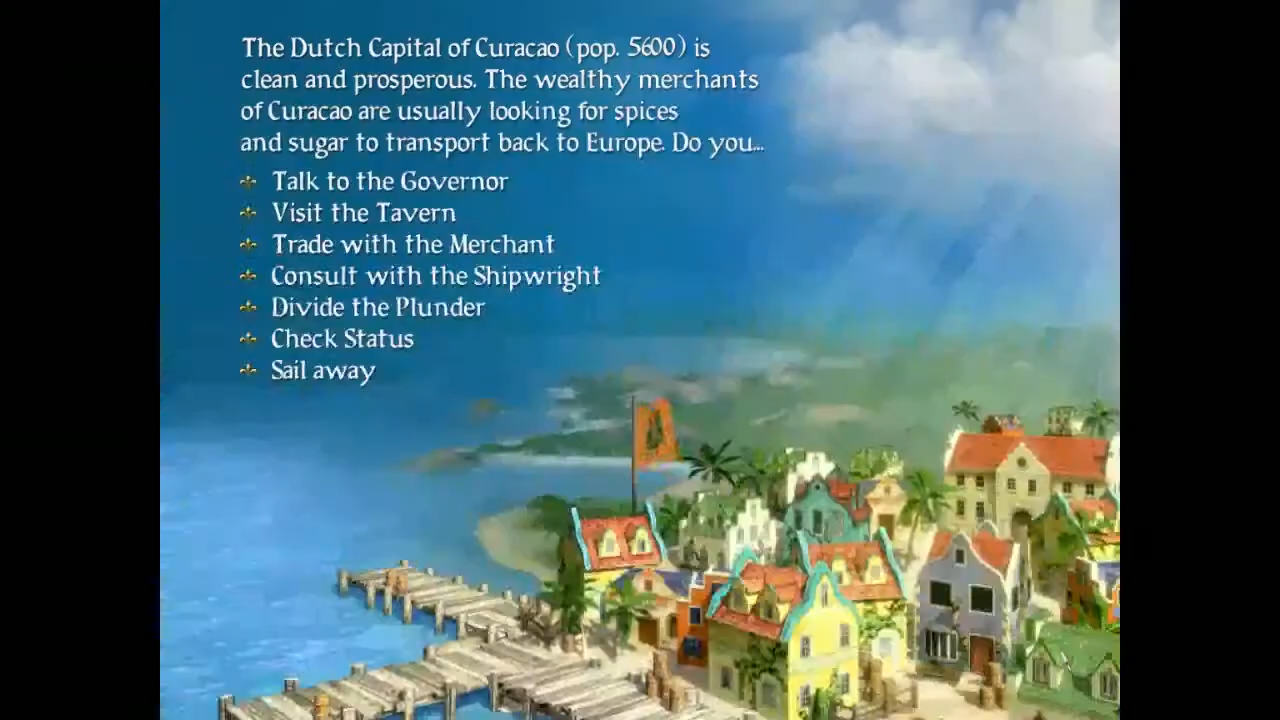 The Dutch Capital of Curacao (pop. 5600) is
clean and prosperous. The wealthy merchants
of Curacao are usually looking for spices
and sugar to transport back to Europe. Do you...
Talk to the Governor
Visit the Tavern
Trade with the Merchant
Consult with the Shipwright
Divide the Plunder
Check Status
Sail away